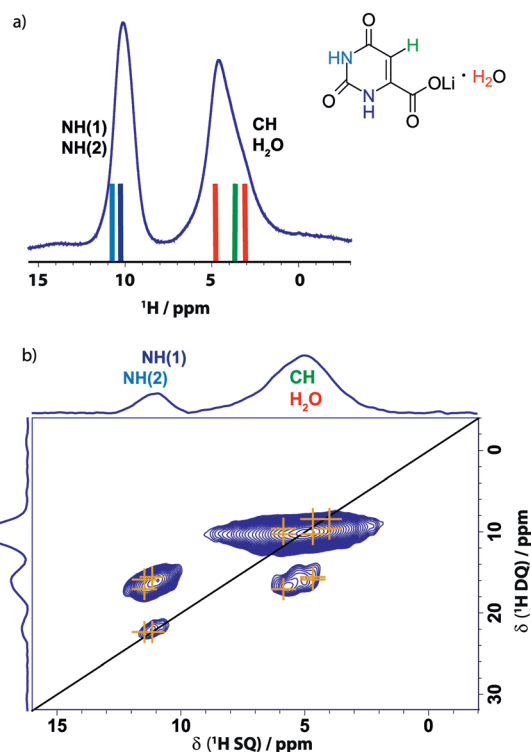 a)
O
H
HN
O
N
H
OLi · H₂O
O
NH(1)
NH(2)
CH
H₂O
15 10 5 0
¹H / ppm
b)
NH(1)
NH(2)
CH
H₂O
0
10
20
30
δ (¹H DQ) / ppm
15 10 5 0
δ (¹H SQ) / ppm